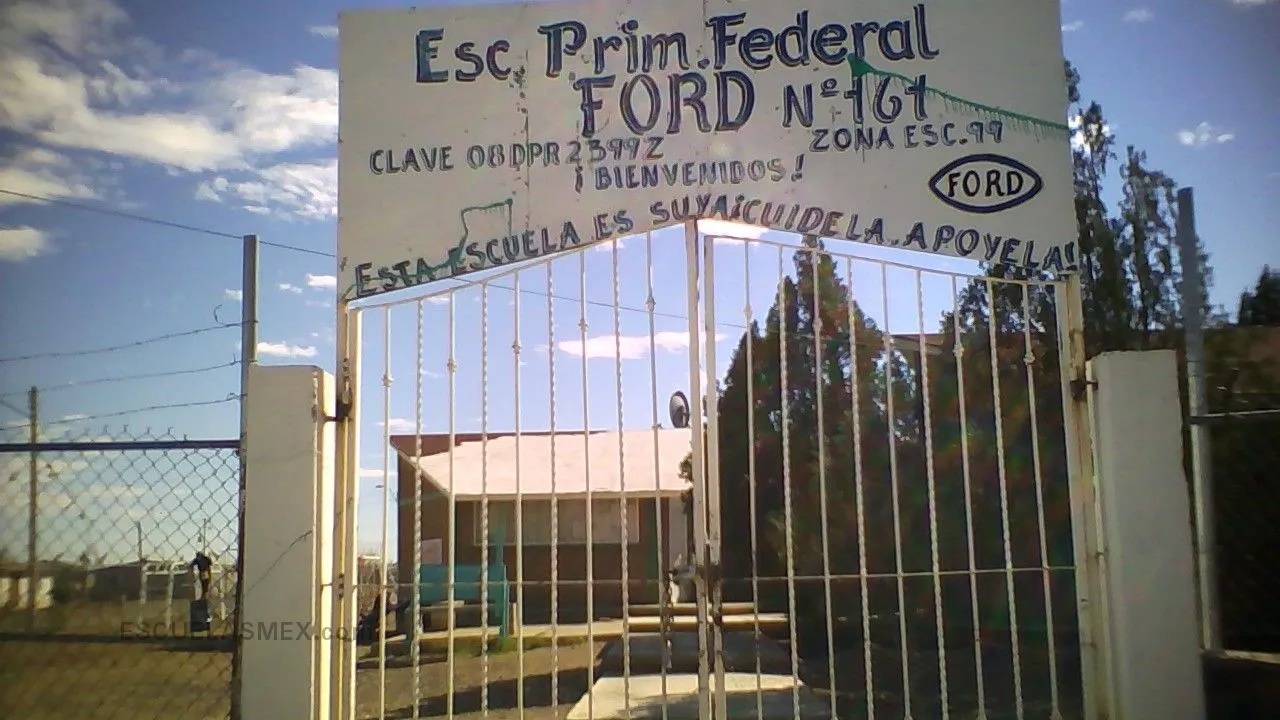 Esc. Prim. Federal
FORD Nº 161
CLAVE 08DPR2399Z
ZONA ESC. 99
¡BIENVENIDOS!
FORD
ESTA ESCUELA ES SUYA ¡CUIDELA. APOYELA!
ESCUELASMEX.com